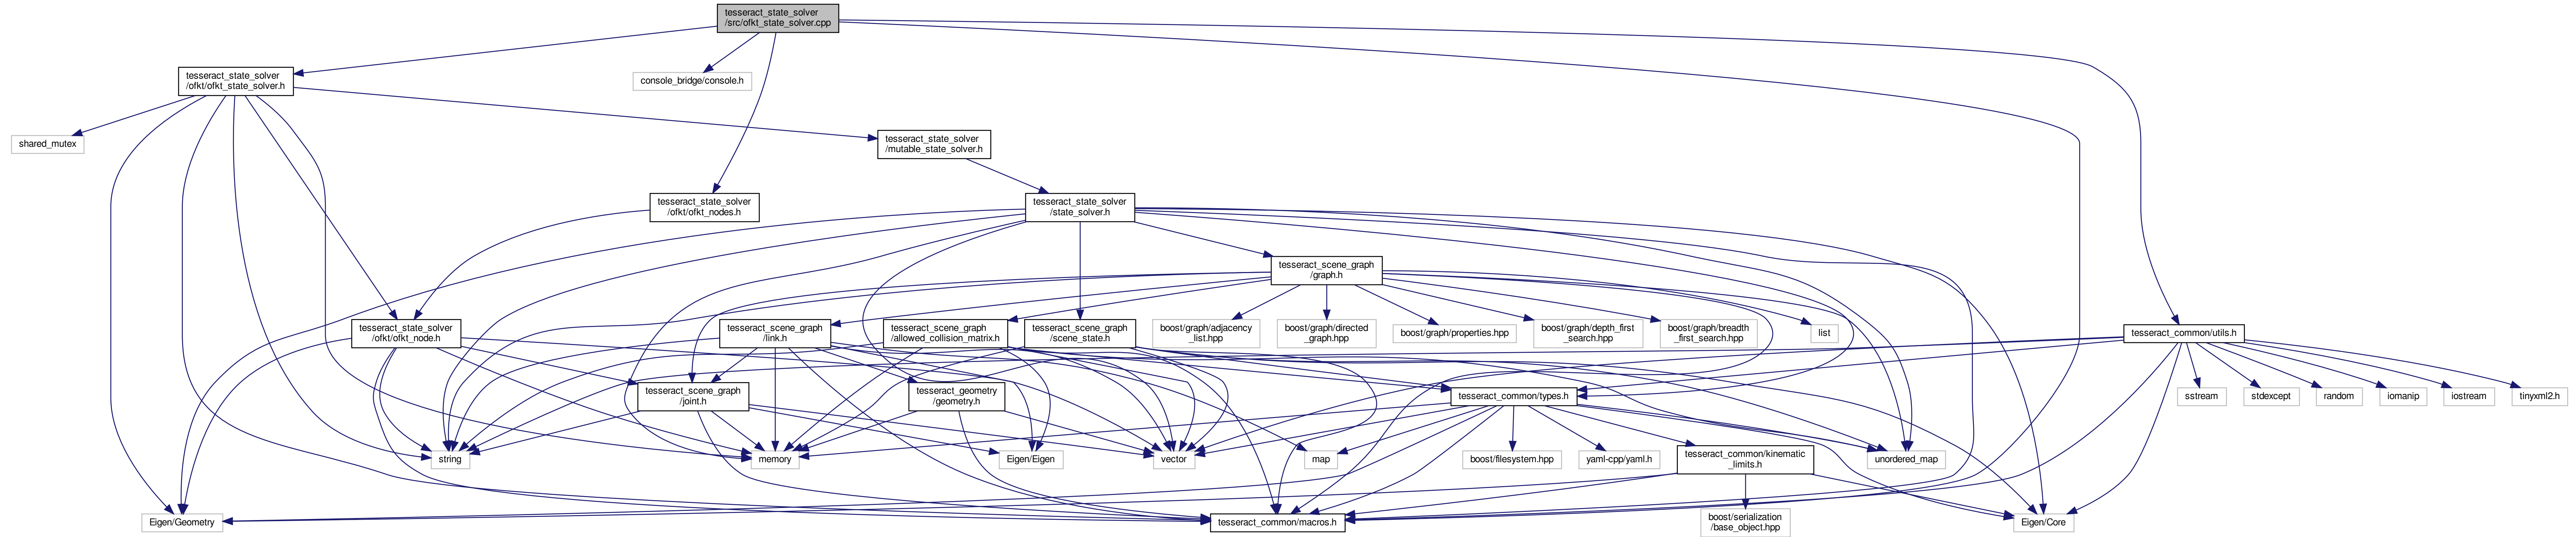 tesseract_state_solver
/src/ofkt_state_solver.cpp
tesseract_state_solver
/ofkt/ofkt_state_solver.h
console_bridge/console.h
shared_mutex
tesseract_state_solver
/mutable_state_solver.h
tesseract_state_solver
/ofkt/ofkt_nodes.h
tesseract_state_solver
/state_solver.h
tesseract_scene_graph
/graph.h
tesseract_state_solver
/ofkt/ofkt_node.h
tesseract_scene_graph
/link.h
tesseract_scene_graph
/allowed_collision_matrix.h
tesseract_scene_graph
/scene_state.h
boost/graph/adjacency
_list.hpp
boost/graph/directed
_graph.hpp
boost/graph/properties.hpp
boost/graph/depth_first
_search.hpp
boost/graph/breadth
_first_search.hpp
list
tesseract_common/utils.h
tesseract_scene_graph
/joint.h
tesseract_geometry
/geometry.h
tesseract_common/types.h
sstream
stdexcept
random
iomanip
iostream
tinyxml2.h
string
memory
Eigen/Eigen
vector
map
boost/filesystem.hpp
yaml-cpp/yaml.h
tesseract_common/kinematic
_limits.h
unordered_map
Eigen/Geometry
tesseract_common/macros.h
boost/serialization
/base_object.hpp
Eigen/Core